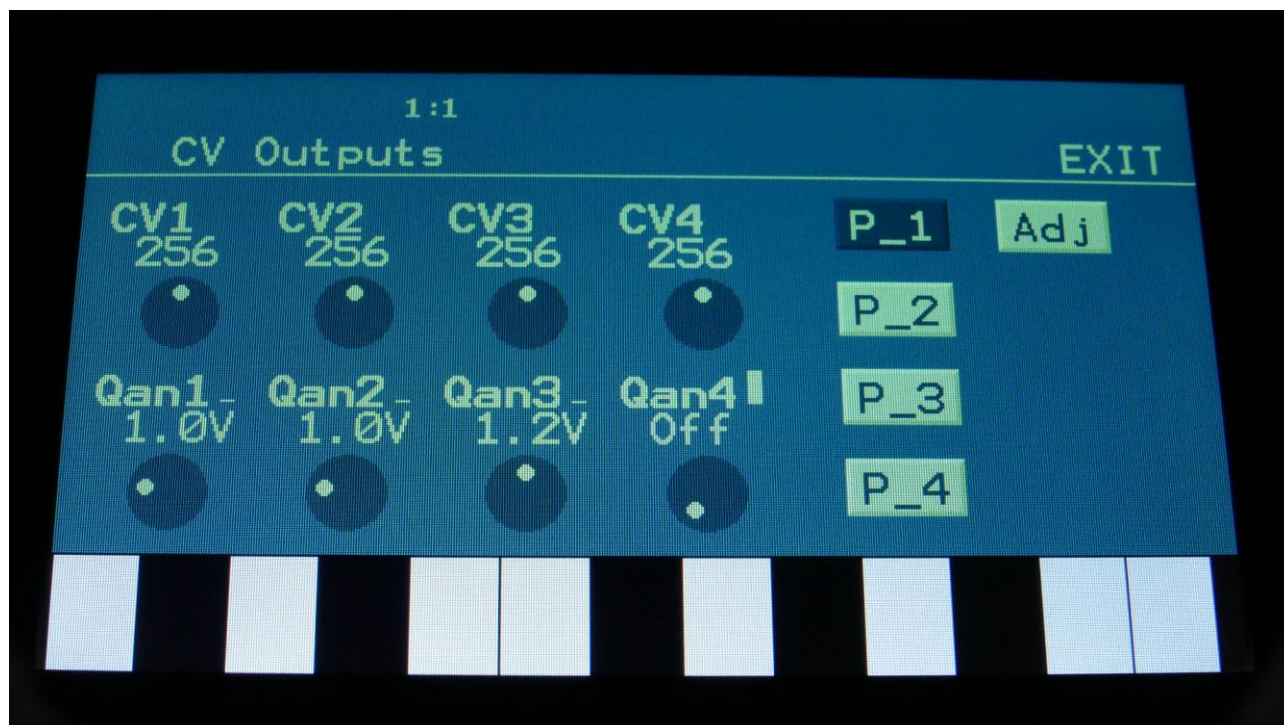 1:1
CV Outputs EXIT
CV1 CV2 CV3 CV4 P_1 Adj
256 256 256 256
P_2
Qan1 Qan2 Qan3 Qan4 P_3
1.0V 1.0V 1.2V Off
P_4